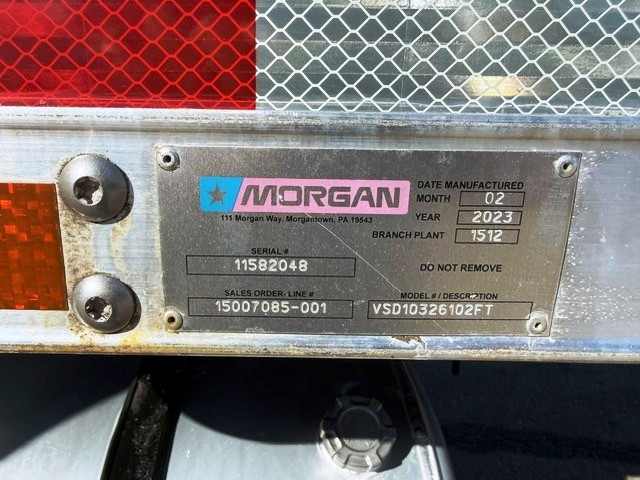 MORGAN
111 Morgan Way, Morgantown, PA 19543
DATE MANUFACTURED
MONTH 02
YEAR 2023
BRANCH PLANT 1512
SERIAL #
11582048
DO NOT REMOVE
SALES ORDER- LINE #
15007085-001
MODEL # / DESCRIPTION
VSD10326102FT